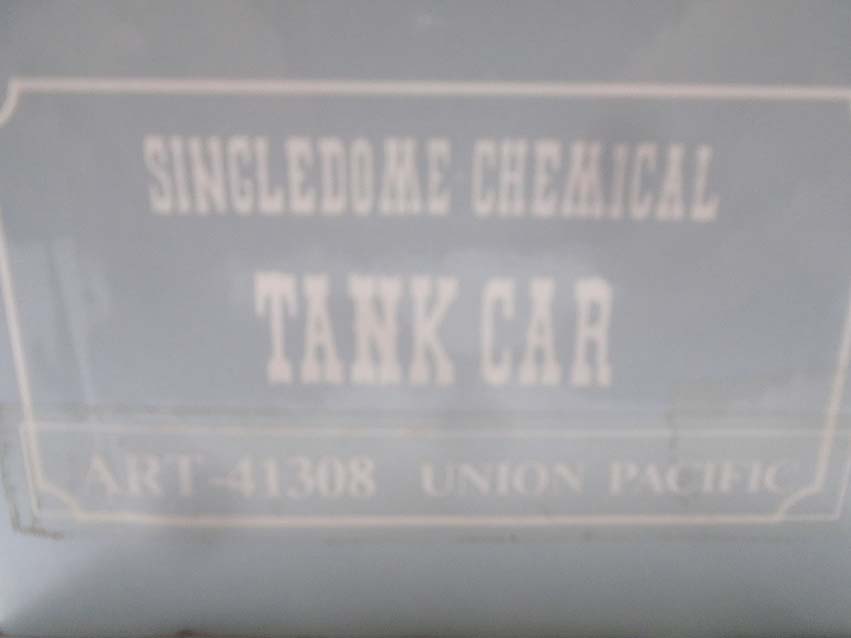 SINGLEDOME CHEMICAL
TANK CAR
ART-41308 UNION PACIFIC